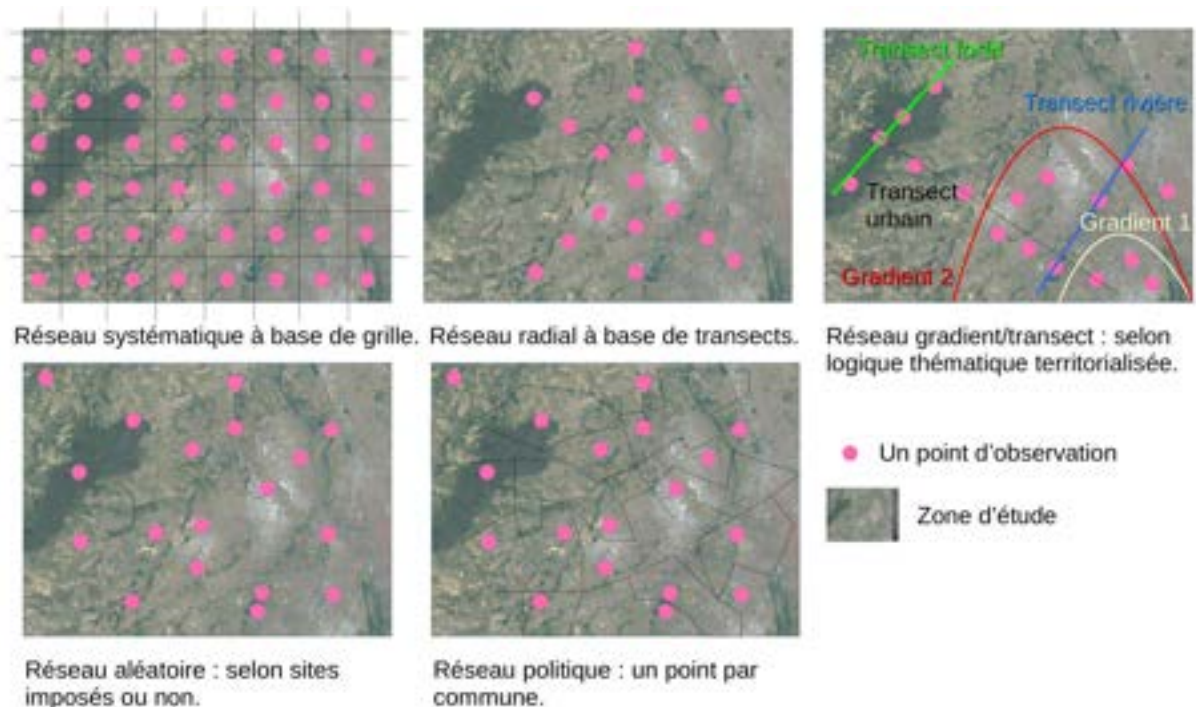 Transect forêt
Transect rivière
Transect
urbain
Gradient 1
Gradient 2
Réseau systématique à base de grille.
Réseau radial à base de transects.
Réseau gradient/transect : selon
logique thématique territorialisée.
Un point d'observation
Zone d'étude
Réseau aléatoire : selon sites
imposés ou non.
Réseau politique : un point par
commune.